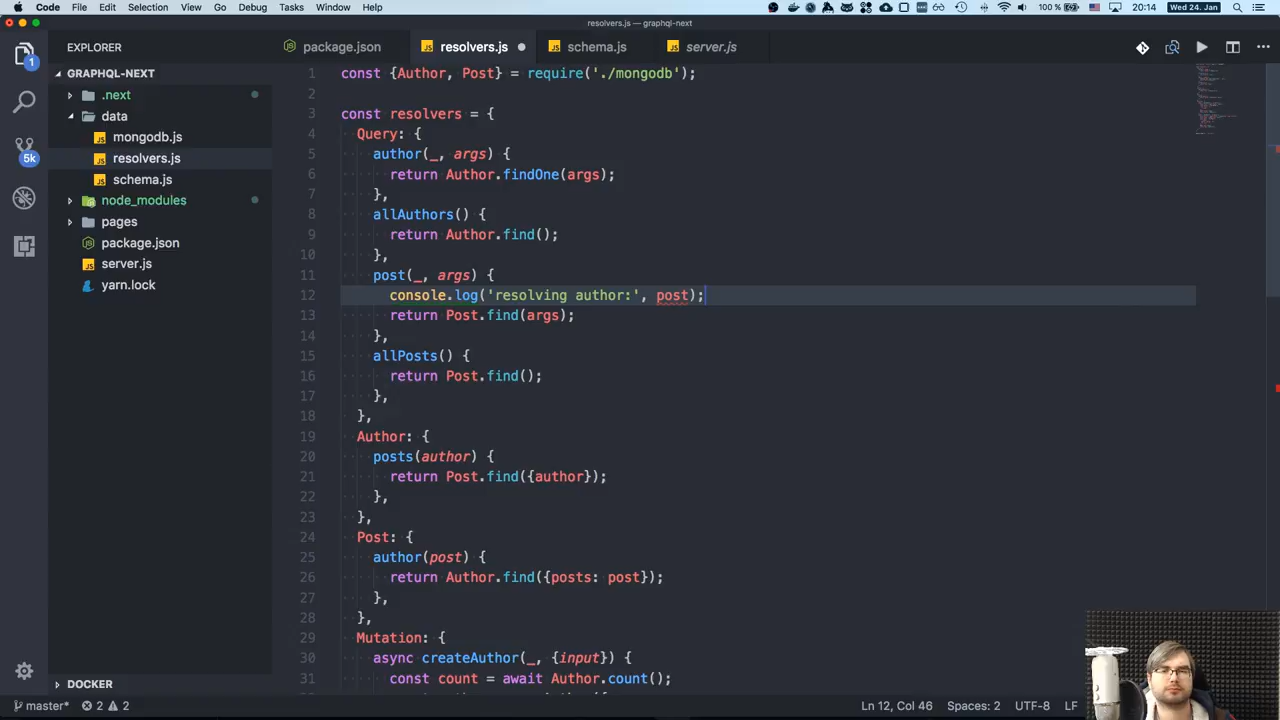 Code File Edit Selection View Go Debug Tasks Window Help 100 % 20:14 Wed 24. Jan
resolvers.js — graphql-next
EXPLORER
GRAPHQL-NEXT
.next
data
mongodb.js
resolvers.js
schema.js
node_modules
pages
package.json
server.js
yarn.lock
DOCKER
1
5k
package.json resolvers.js schema.js server.js
1 const {Author, Post} = require('./mongodb');
2
3 const resolvers = {
4 Query: {
5 author(_, args) {
6 return Author.findOne(args);
7 },
8 allAuthors() {
9 return Author.find();
10 },
11 post(_, args) {
12 console.log('resolving author:', post);
13 return Post.find(args);
14 },
15 allPosts() {
16 return Post.find();
17 },
18 },
19 Author: {
20 posts(author) {
21 return Post.find({author});
22 },
23 },
24 Post: {
25 author(post) {
26 return Author.find({posts: post});
27 },
28 },
29 Mutation: {
30 async createAuthor(_, {input}) {
31 const count = await Author.count();
master* 2 2 Ln 12, Col 46 Spaces: 2 UTF-8 LF